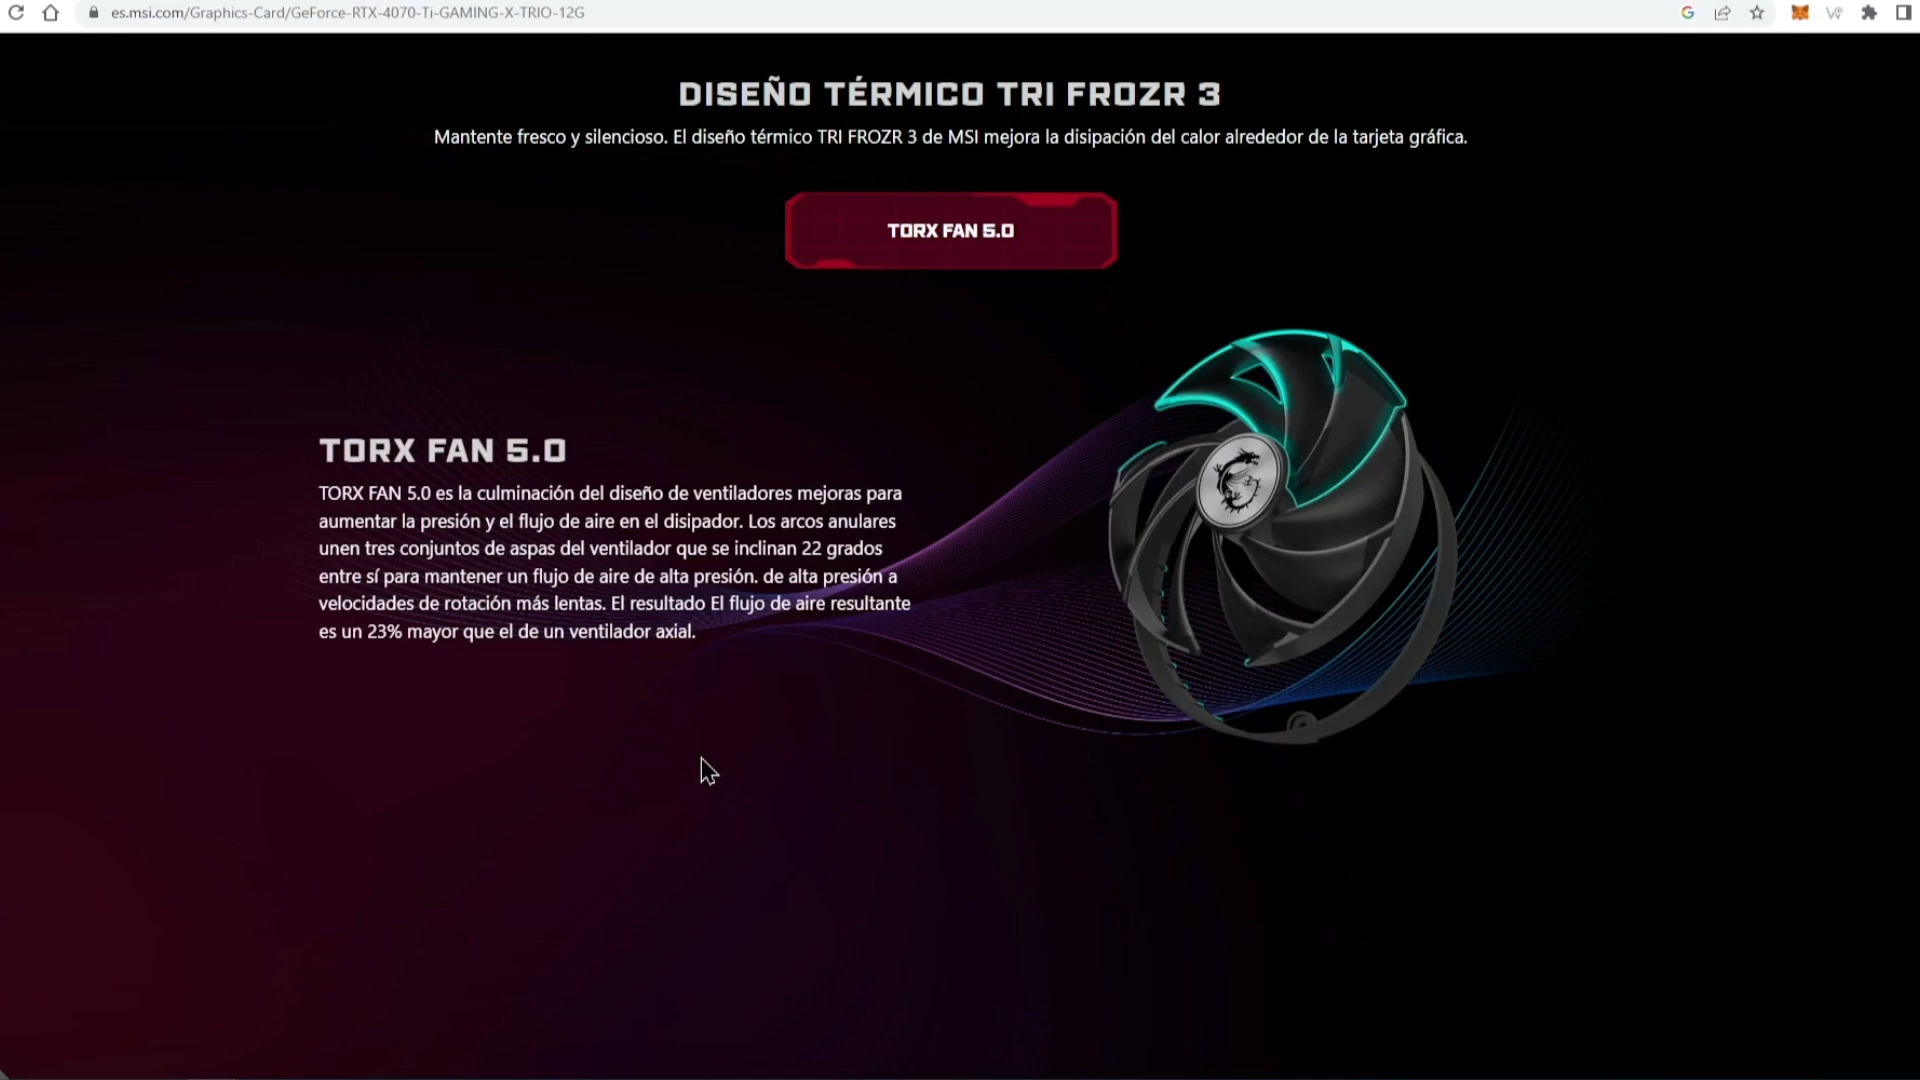 es.msi.com/Graphics-Card/GeForce-RTX-4070-Ti-GAMING-X-TRIO-12G
DISEÑO TÉRMICO TRI FROZR 3
Mantente fresco y silencioso. El diseño térmico TRI FROZR 3 de MSI mejora la disipación del calor alrededor de la tarjeta gráfica.
TORX FAN 5.0
TORX FAN 5.0
TORX FAN 5.0 es la culminación del diseño de ventiladores mejoras para
aumentar la presión y el flujo de aire en el disipador. Los arcos anulares
unen tres conjuntos de aspas del ventilador que se inclinan 22 grados
entre sí para mantener un flujo de aire de alta presión. de alta presión a
velocidades de rotación más lentas. El resultado El flujo de aire resultante
es un 23% mayor que el de un ventilador axial.